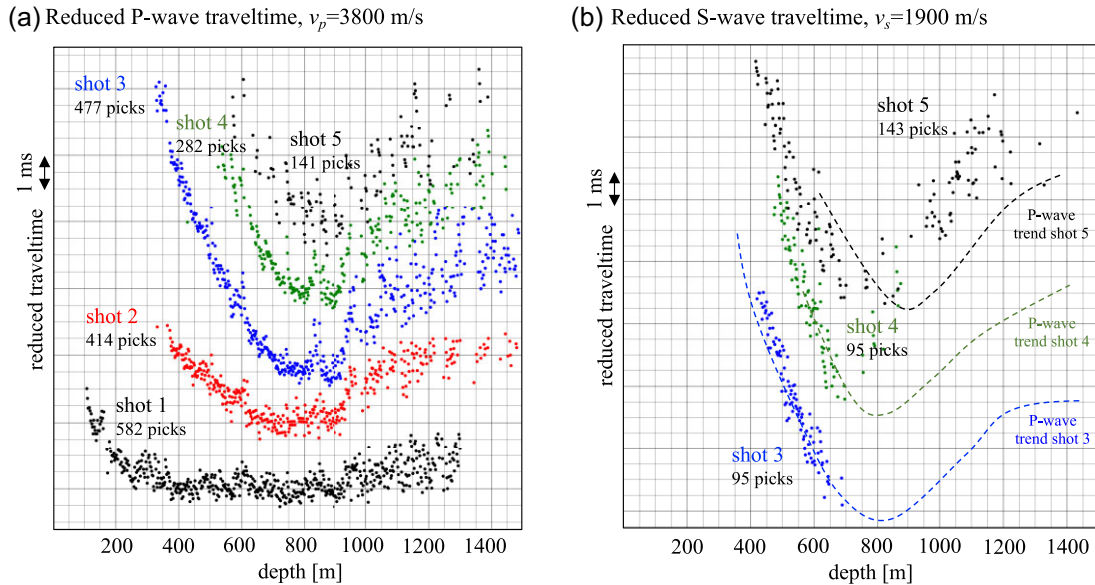 (a) Reduced P-wave traveltime, vp=3800 m/s
shot 3
477 picks
shot 4
282 picks
shot 5
141 picks
1 ms
reduced traveltime
shot 2
414 picks
shot 1
582 picks
200 400 600 800 1000 1200 1400
depth [m]
(b) Reduced S-wave traveltime, vs=1900 m/s
shot 5
143 picks
1 ms
reduced traveltime
P-wave
trend shot 5
shot 4
95 picks
P-wave
trend shot 4
P-wave
trend shot 3
shot 3
95 picks
200 400 600 800 1000 1200 1400
depth [m]